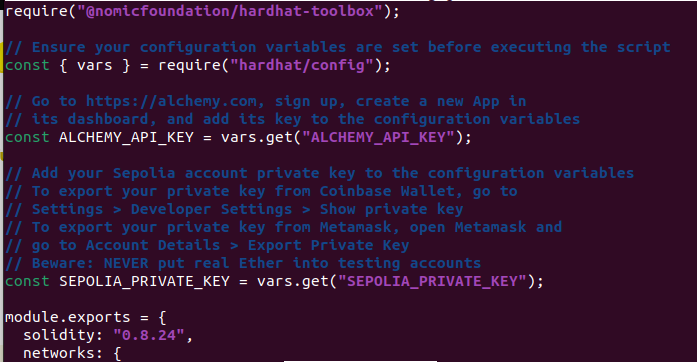 require("@nomicfoundation/hardhat-toolbox");
// Ensure your configuration variables are set before executing the script
const { vars } = require("hardhat/config");
// Go to https://alchemy.com, sign up, create a new App in
// its dashboard, and add its key to the configuration variables
const ALCHEMY_API_KEY = vars.get("ALCHEMY_API_KEY");
// Add your Sepolia account private key to the configuration variables
// To export your private key from Coinbase Wallet, go to
// Settings > Developer Settings > Show private key
// To export your private key from Metamask, open Metamask and
// go to Account Details > Export Private Key
// Beware: NEVER put real Ether into testing accounts
const SEPOLIA_PRIVATE_KEY = vars.get("SEPOLIA_PRIVATE_KEY");
module.exports = {
  solidity: "0.8.24",
  networks: {